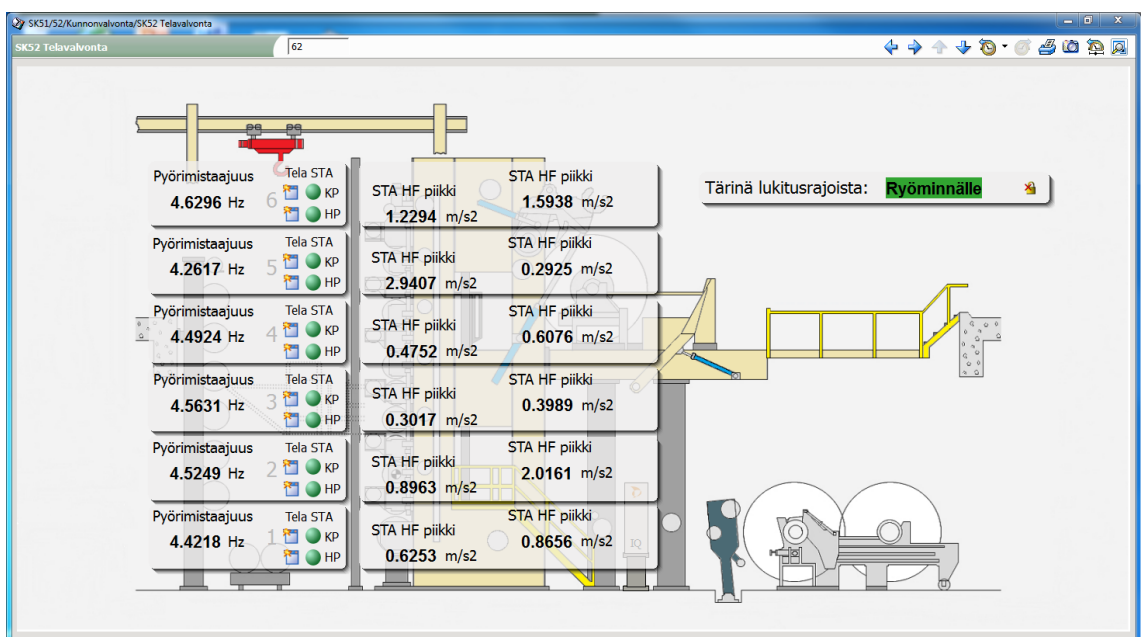 SK51/52/Kunnonvalvonta/SK52 Telavalvonta
SK52 Telavalvonta
62
Tärinä lukitusrajoista: Ryöminnälle
Pyörimistaajuus
4.6296 Hz
6
Tela STA
KP
HP
STA HF piikki
1.2294 m/s2
STA HF piikki
1.5938 m/s2
Pyörimistaajuus
4.2617 Hz
5
Tela STA
KP
HP
STA HF piikki
2.9407 m/s2
STA HF piikki
0.2925 m/s2
Pyörimistaajuus
4.4924 Hz
4
Tela STA
KP
HP
STA HF piikki
0.4752 m/s2
STA HF piikki
0.6076 m/s2
Pyörimistaajuus
4.5631 Hz
3
Tela STA
KP
HP
STA HF piikki
0.3017 m/s2
STA HF piikki
0.3989 m/s2
Pyörimistaajuus
4.5249 Hz
2
Tela STA
KP
HP
STA HF piikki
0.8963 m/s2
STA HF piikki
2.0161 m/s2
Pyörimistaajuus
4.4218 Hz
1
Tela STA
KP
HP
STA HF piikki
0.6253 m/s2
STA HF piikki
0.8656 m/s2
IQ